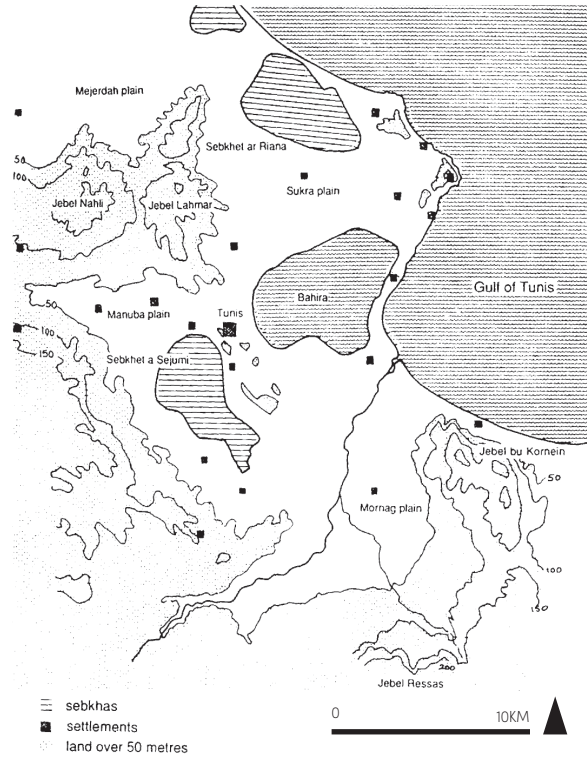 Mejerdah plain
Sebkhet ar Riana
50
100
Jebel Nahli
Jebel Lahmar
Sukra plain
Gulf of Tunis
Bahira
50
Manuba plain
Tunis
100
150
Sebkhet a Sejumi
Jebel bu Kornein
50
Mornag plain
100
150
200
Jebel Ressas
sebkhas
settlements
land over 50 metres
0 10KM